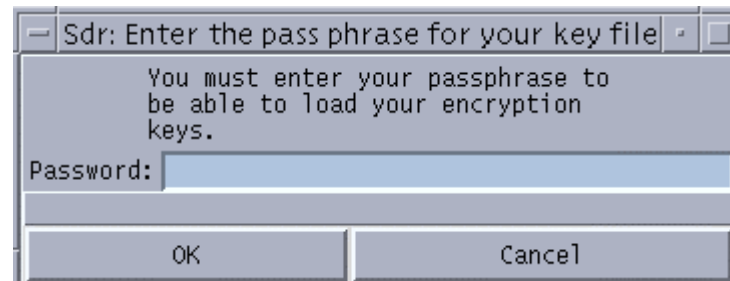 Sdr: Enter the pass phrase for your key file
You must enter your passphrase to
be able to load your encryption
keys.
Password:
OK
Cancel